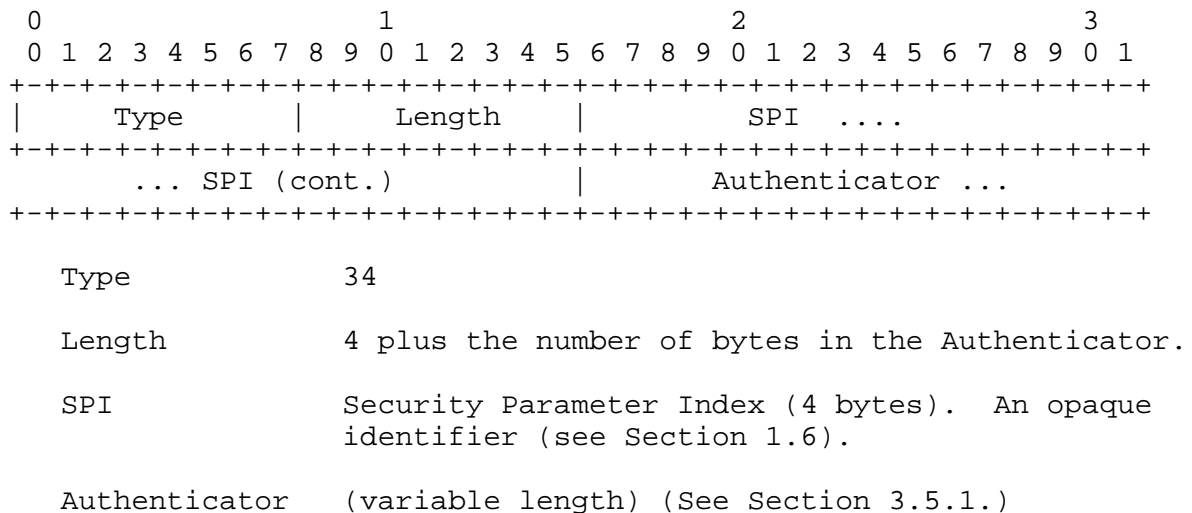 0                   1                   2                   3
 0 1 2 3 4 5 6 7 8 9 0 1 2 3 4 5 6 7 8 9 0 1 2 3 4 5 6 7 8 9 0 1
+-+-+-+-+-+-+-+-+-+-+-+-+-+-+-+-+-+-+-+-+-+-+-+-+-+-+-+-+-+-+-+-+
|     Type      |     Length    |         SPI  ....
+-+-+-+-+-+-+-+-+-+-+-+-+-+-+-+-+-+-+-+-+-+-+-+-+-+-+-+-+-+-+-+-+
       ... SPI (cont.)          |       Authenticator ...
+-+-+-+-+-+-+-+-+-+-+-+-+-+-+-+-+-+-+-+-+-+-+-+-+-+-+-+-+-+-+-+-+
   Type            34
   Length          4 plus the number of bytes in the Authenticator.
   SPI             Security Parameter Index (4 bytes).  An opaque
                   identifier (see Section 1.6).
   Authenticator   (variable length) (See Section 3.5.1.)